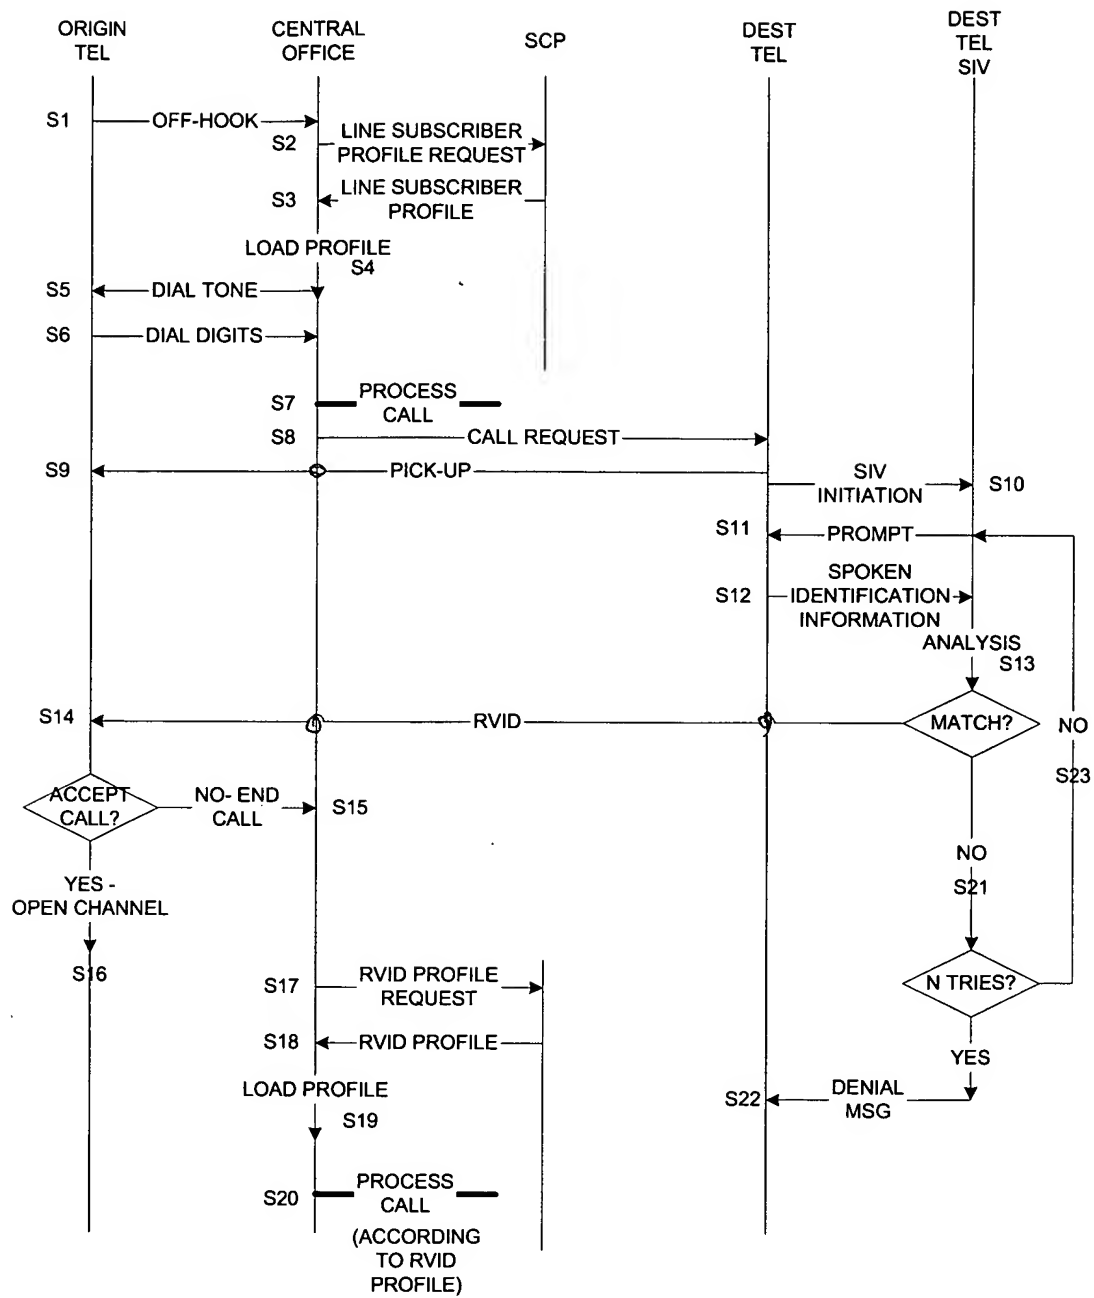 ORIGIN
TEL
CENTRAL
OFFICE
SCP
DEST
TEL
DEST
TEL
SIV
S1
OFF-HOOK
S2
LINE SUBSCRIBER
PROFILE REQUEST
S3
LINE SUBSCRIBER
PROFILE
LOAD PROFILE
S4
S5
DIAL TONE
S6
DIAL DIGITS
S7
PROCESS
CALL
S8
CALL REQUEST
S9
PICK-UP
SIV
INITIATION
S10
S11
PROMPT
S12
SPOKEN
IDENTIFICATION
INFORMATION
ANALYSIS
S13
S14
RVID
MATCH?
NO
S23
ACCEPT
CALL?
NO- END
CALL
S15
YES -
OPEN CHANNEL
S16
NO
S21
N TRIES?
S17
RVID PROFILE
REQUEST
S18
RVID PROFILE
YES
LOAD PROFILE
S19
S22
DENIAL
MSG
S20
PROCESS
CALL
(ACCORDING
TO RVID
PROFILE)